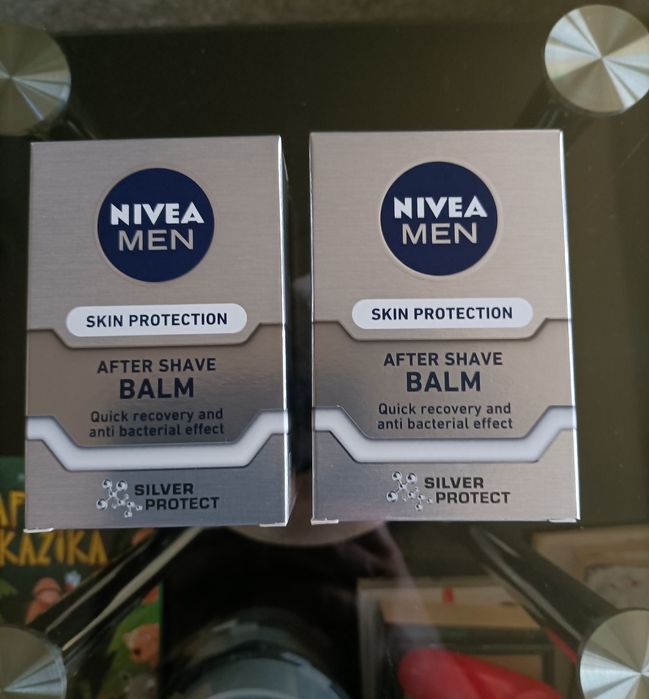 NIVEA
MEN
SKIN PROTECTION
AFTER SHAVE
BALM
Quick recovery and
anti bacterial effect
SILVER
PROTECT
NIVEA
MEN
SKIN PROTECTION
AFTER SHAVE
BALM
Quick recovery and
anti bacterial effect
SILVER
PROTECT